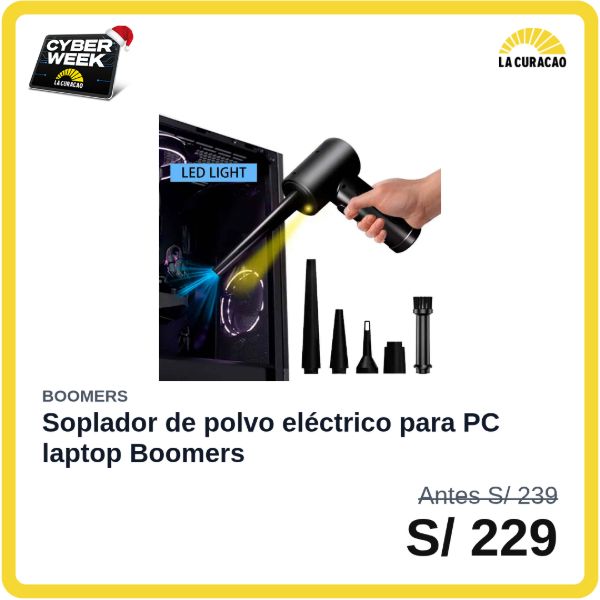 CYBER
WEEK
LA CURACAO
LA CURACAO
LED LIGHT
BOOMERS
Soplador de polvo eléctrico para PC
laptop Boomers
Antes S/ 239
S/ 229